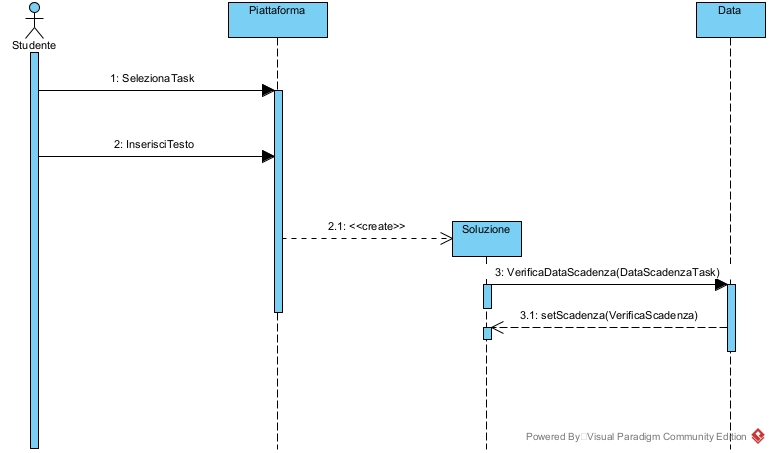 Piattaforma
Data
Studente
1: SelezionaTask
2: InserisciTesto
2.1: <<create>>
Soluzione
3: VerificaDataScadenza(DataScadenzaTask)
3.1: setScadenza(VerificaScadenza)
Powered By Visual Paradigm Community Edition